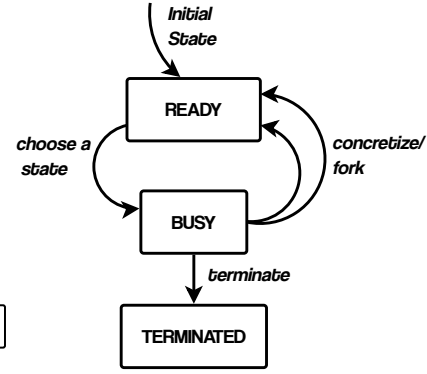 Initial
State
READY
choose a
state
concretize/
fork
BUSY
terminate
TERMINATED